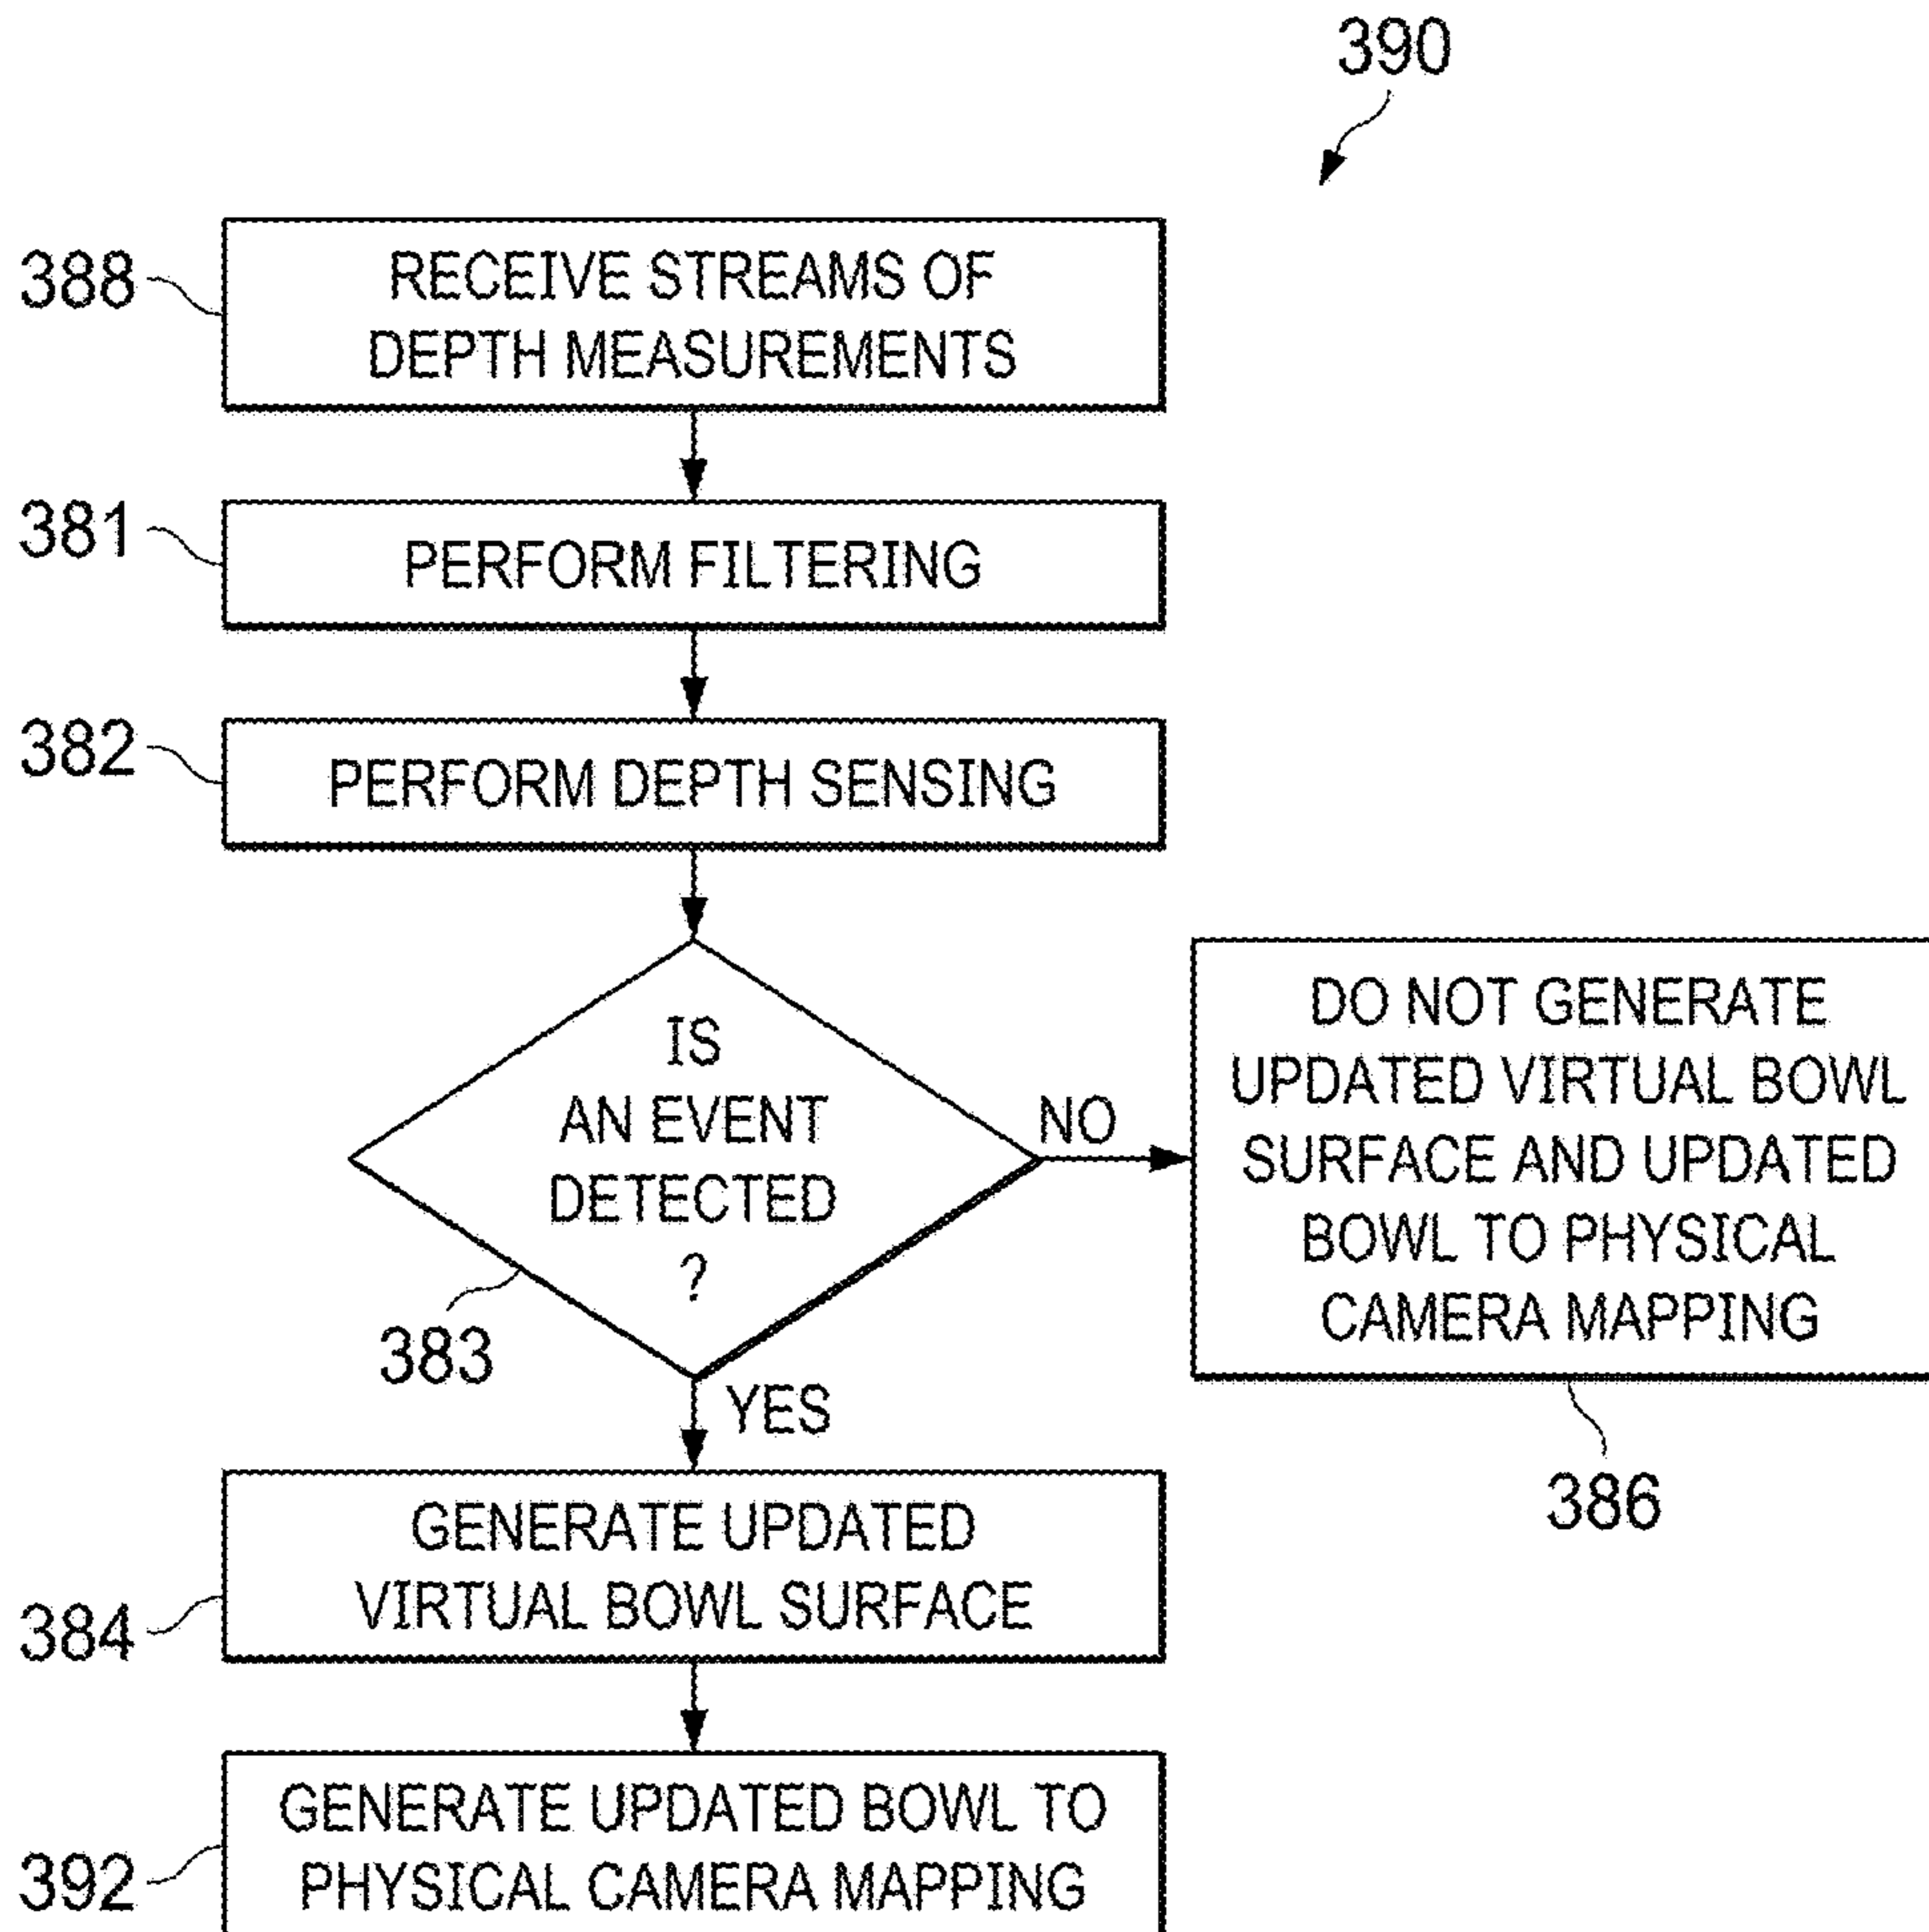 390
388
RECEIVE STREAMS OF
DEPTH MEASUREMENTS
381
PERFORM FILTERING
382
PERFORM DEPTH SENSING
IS
AN EVENT
DETECTED
?
383
NO
DO NOT GENERATE
UPDATED VIRTUAL BOWL
SURFACE AND UPDATED
BOWL TO PHYSICAL
CAMERA MAPPING
386
YES
384
GENERATE UPDATED
VIRTUAL BOWL SURFACE
392
GENERATE UPDATED BOWL TO
PHYSICAL CAMERA MAPPING